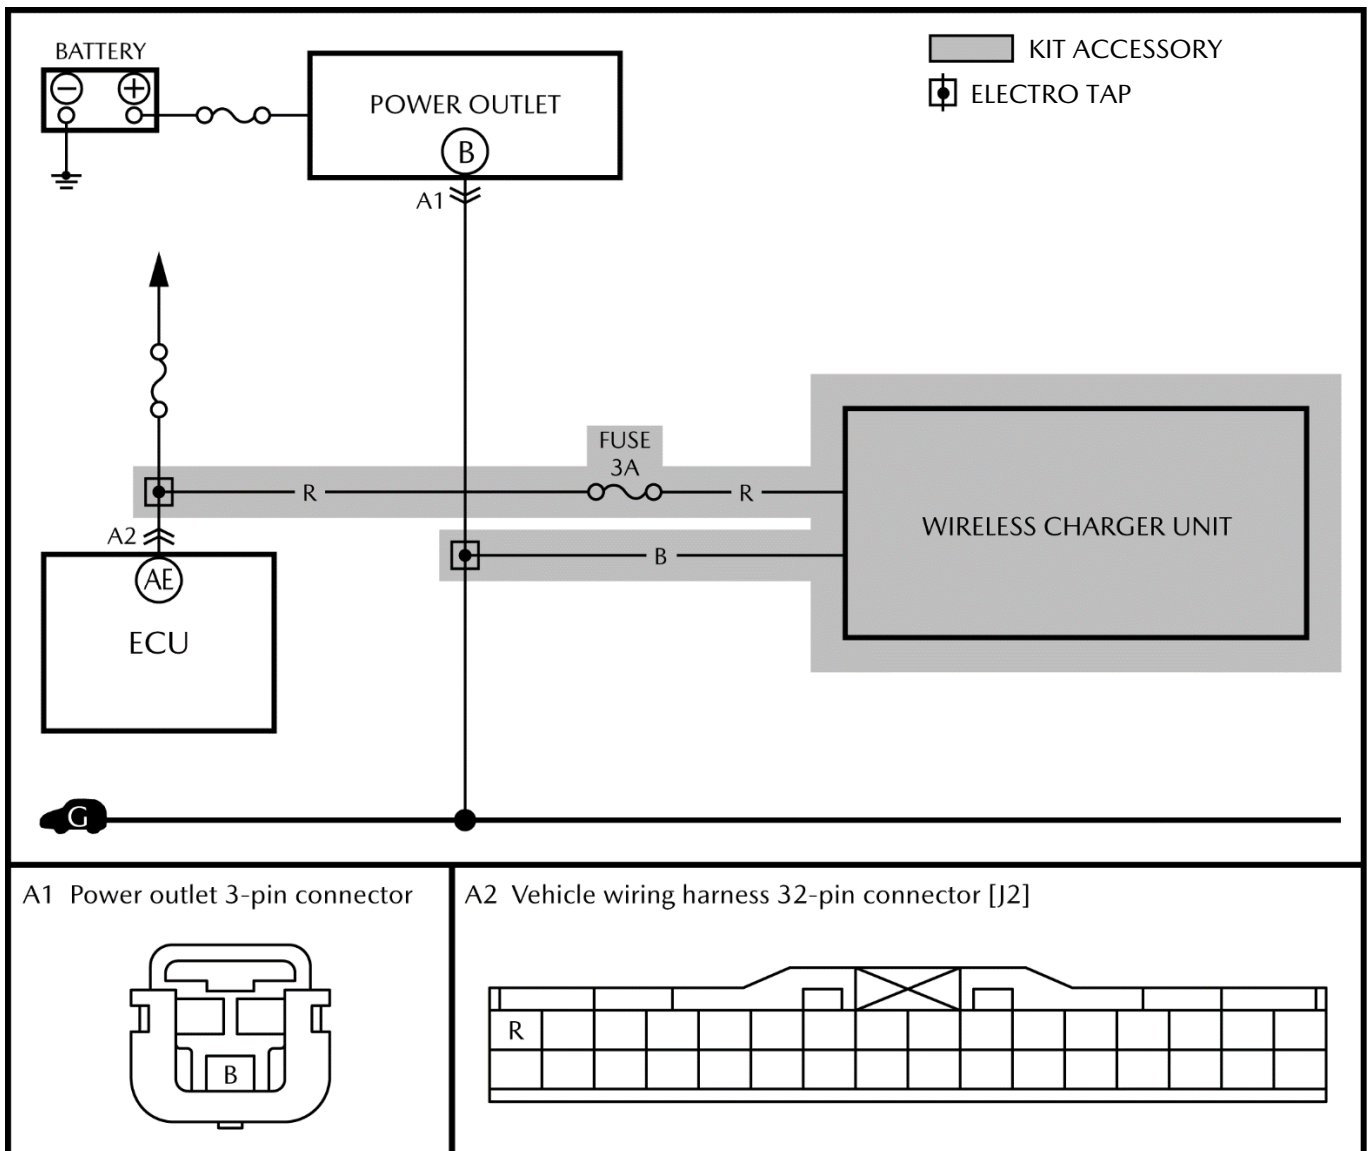 BATTERY
POWER OUTLET
B
A1
KIT ACCESSORY
ELECTRO TAP
FUSE
3A
R
R
B
A2
AE
ECU
WIRELESS CHARGER UNIT
G
A1 Power outlet 3-pin connector
B
A2 Vehicle wiring harness 32-pin connector [J2]
R